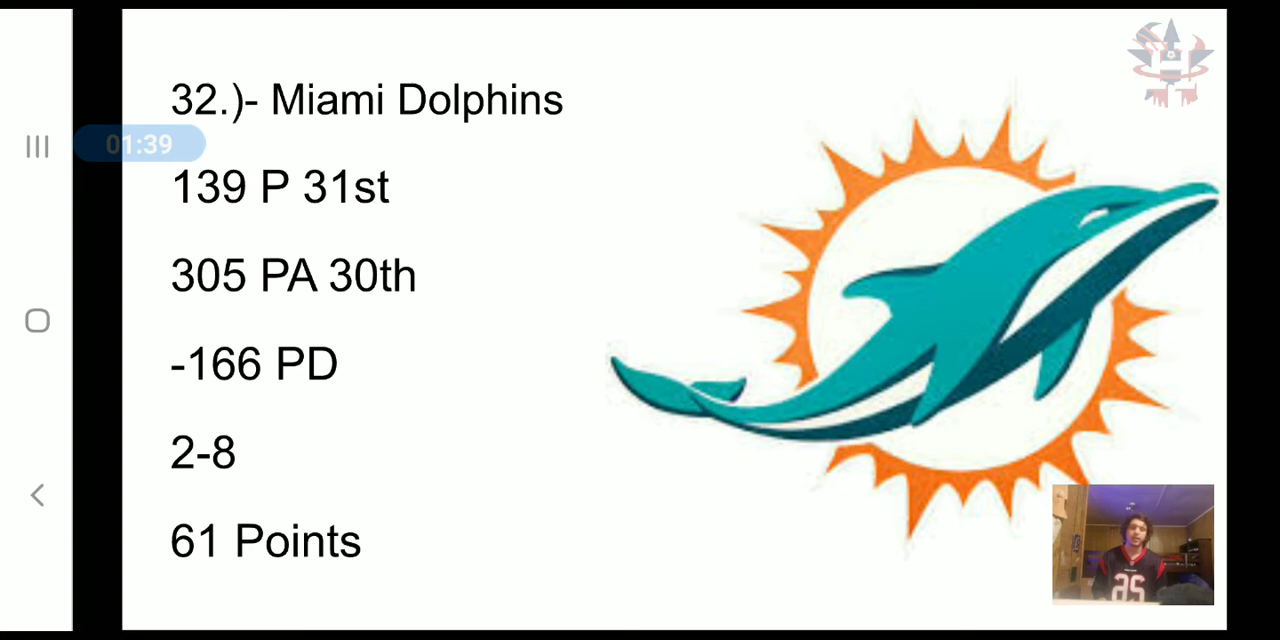 32.)- Miami Dolphins
01:39
139 P 31st
305 PA 30th
-166 PD
2-8
61 Points